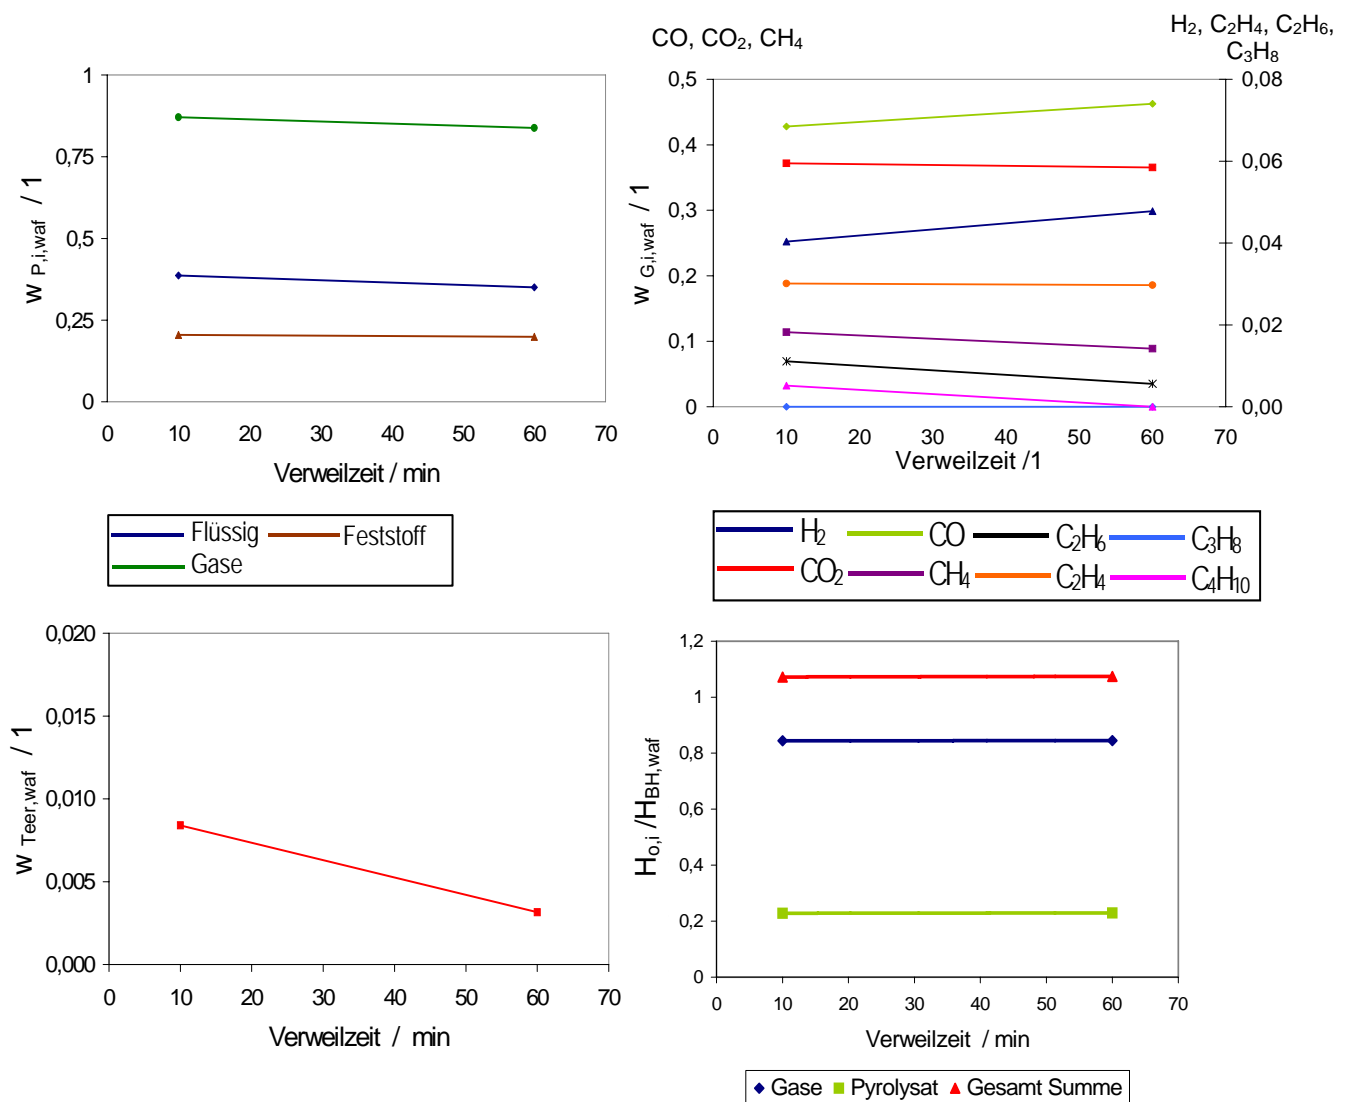 CO, CO₂, CH₄
H₂, C₂H₄, C₂H₆,
C₃H₈
1
0,75
0,5
0,25
0
0 10 20 30 40 50 60 70
w P,i,waf / 1
Verweilzeit / min
Flüssig Feststoff
Gase
0,5
0,4
0,3
0,2
0,1
0
0,08
0,06
0,04
0,02
0,00
0 10 20 30 40 50 60 70
w G,i,waf / 1
Verweilzeit /1
H₂ CO C₂H₆ C₃H₈
CO₂ CH₄ C₂H₄ C₄H₁₀
0,020
0,015
0,010
0,005
0,000
0 10 20 30 40 50 60 70
w Teer,waf / 1
Verweilzeit / min
1,2
1
0,8
0,6
0,4
0,2
0
0 10 20 30 40 50 60 70
Ho,i /HBH,waf
Verweilzeit / min
Gase Pyrolysat Gesamt Summe